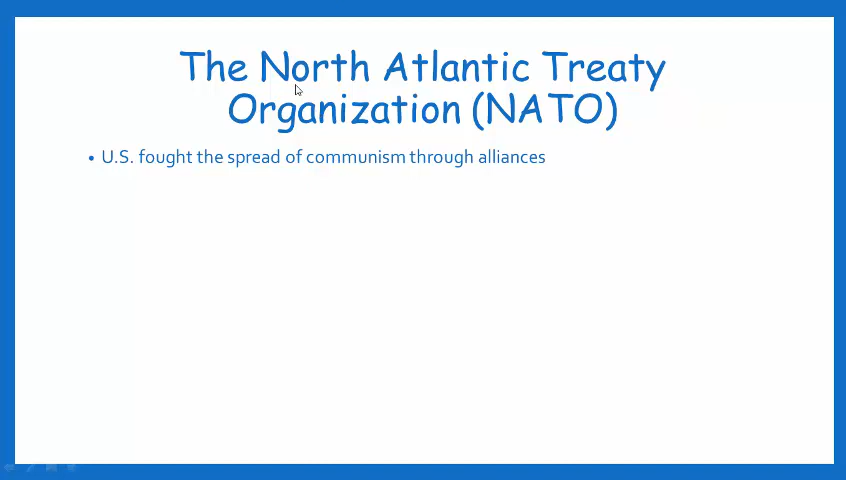 The North Atlantic Treaty
Organization (NATO)
• U.S. fought the spread of communism through alliances